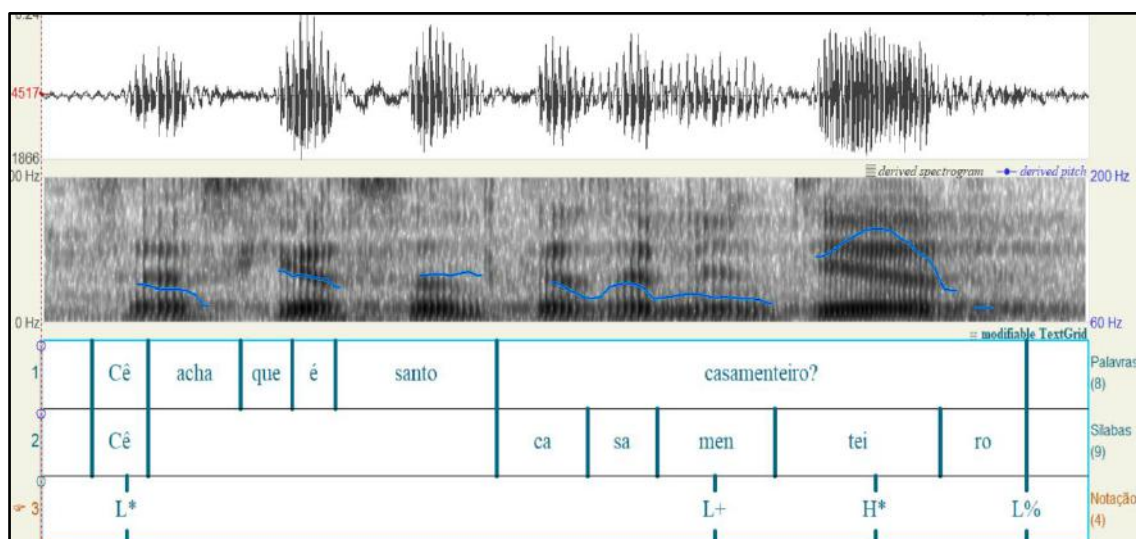 4517
1866
00 Hz
derived spectrogram
derived pitch
200 Hz
0 Hz
60 Hz
modifiable TextGrid
1
Cê acha que é santo casamenteiro?
Palavras
(8)
2
Cê ca sa men tei ro
Sílabas
(9)
3
L* L+ H* L%
Notação
(4)